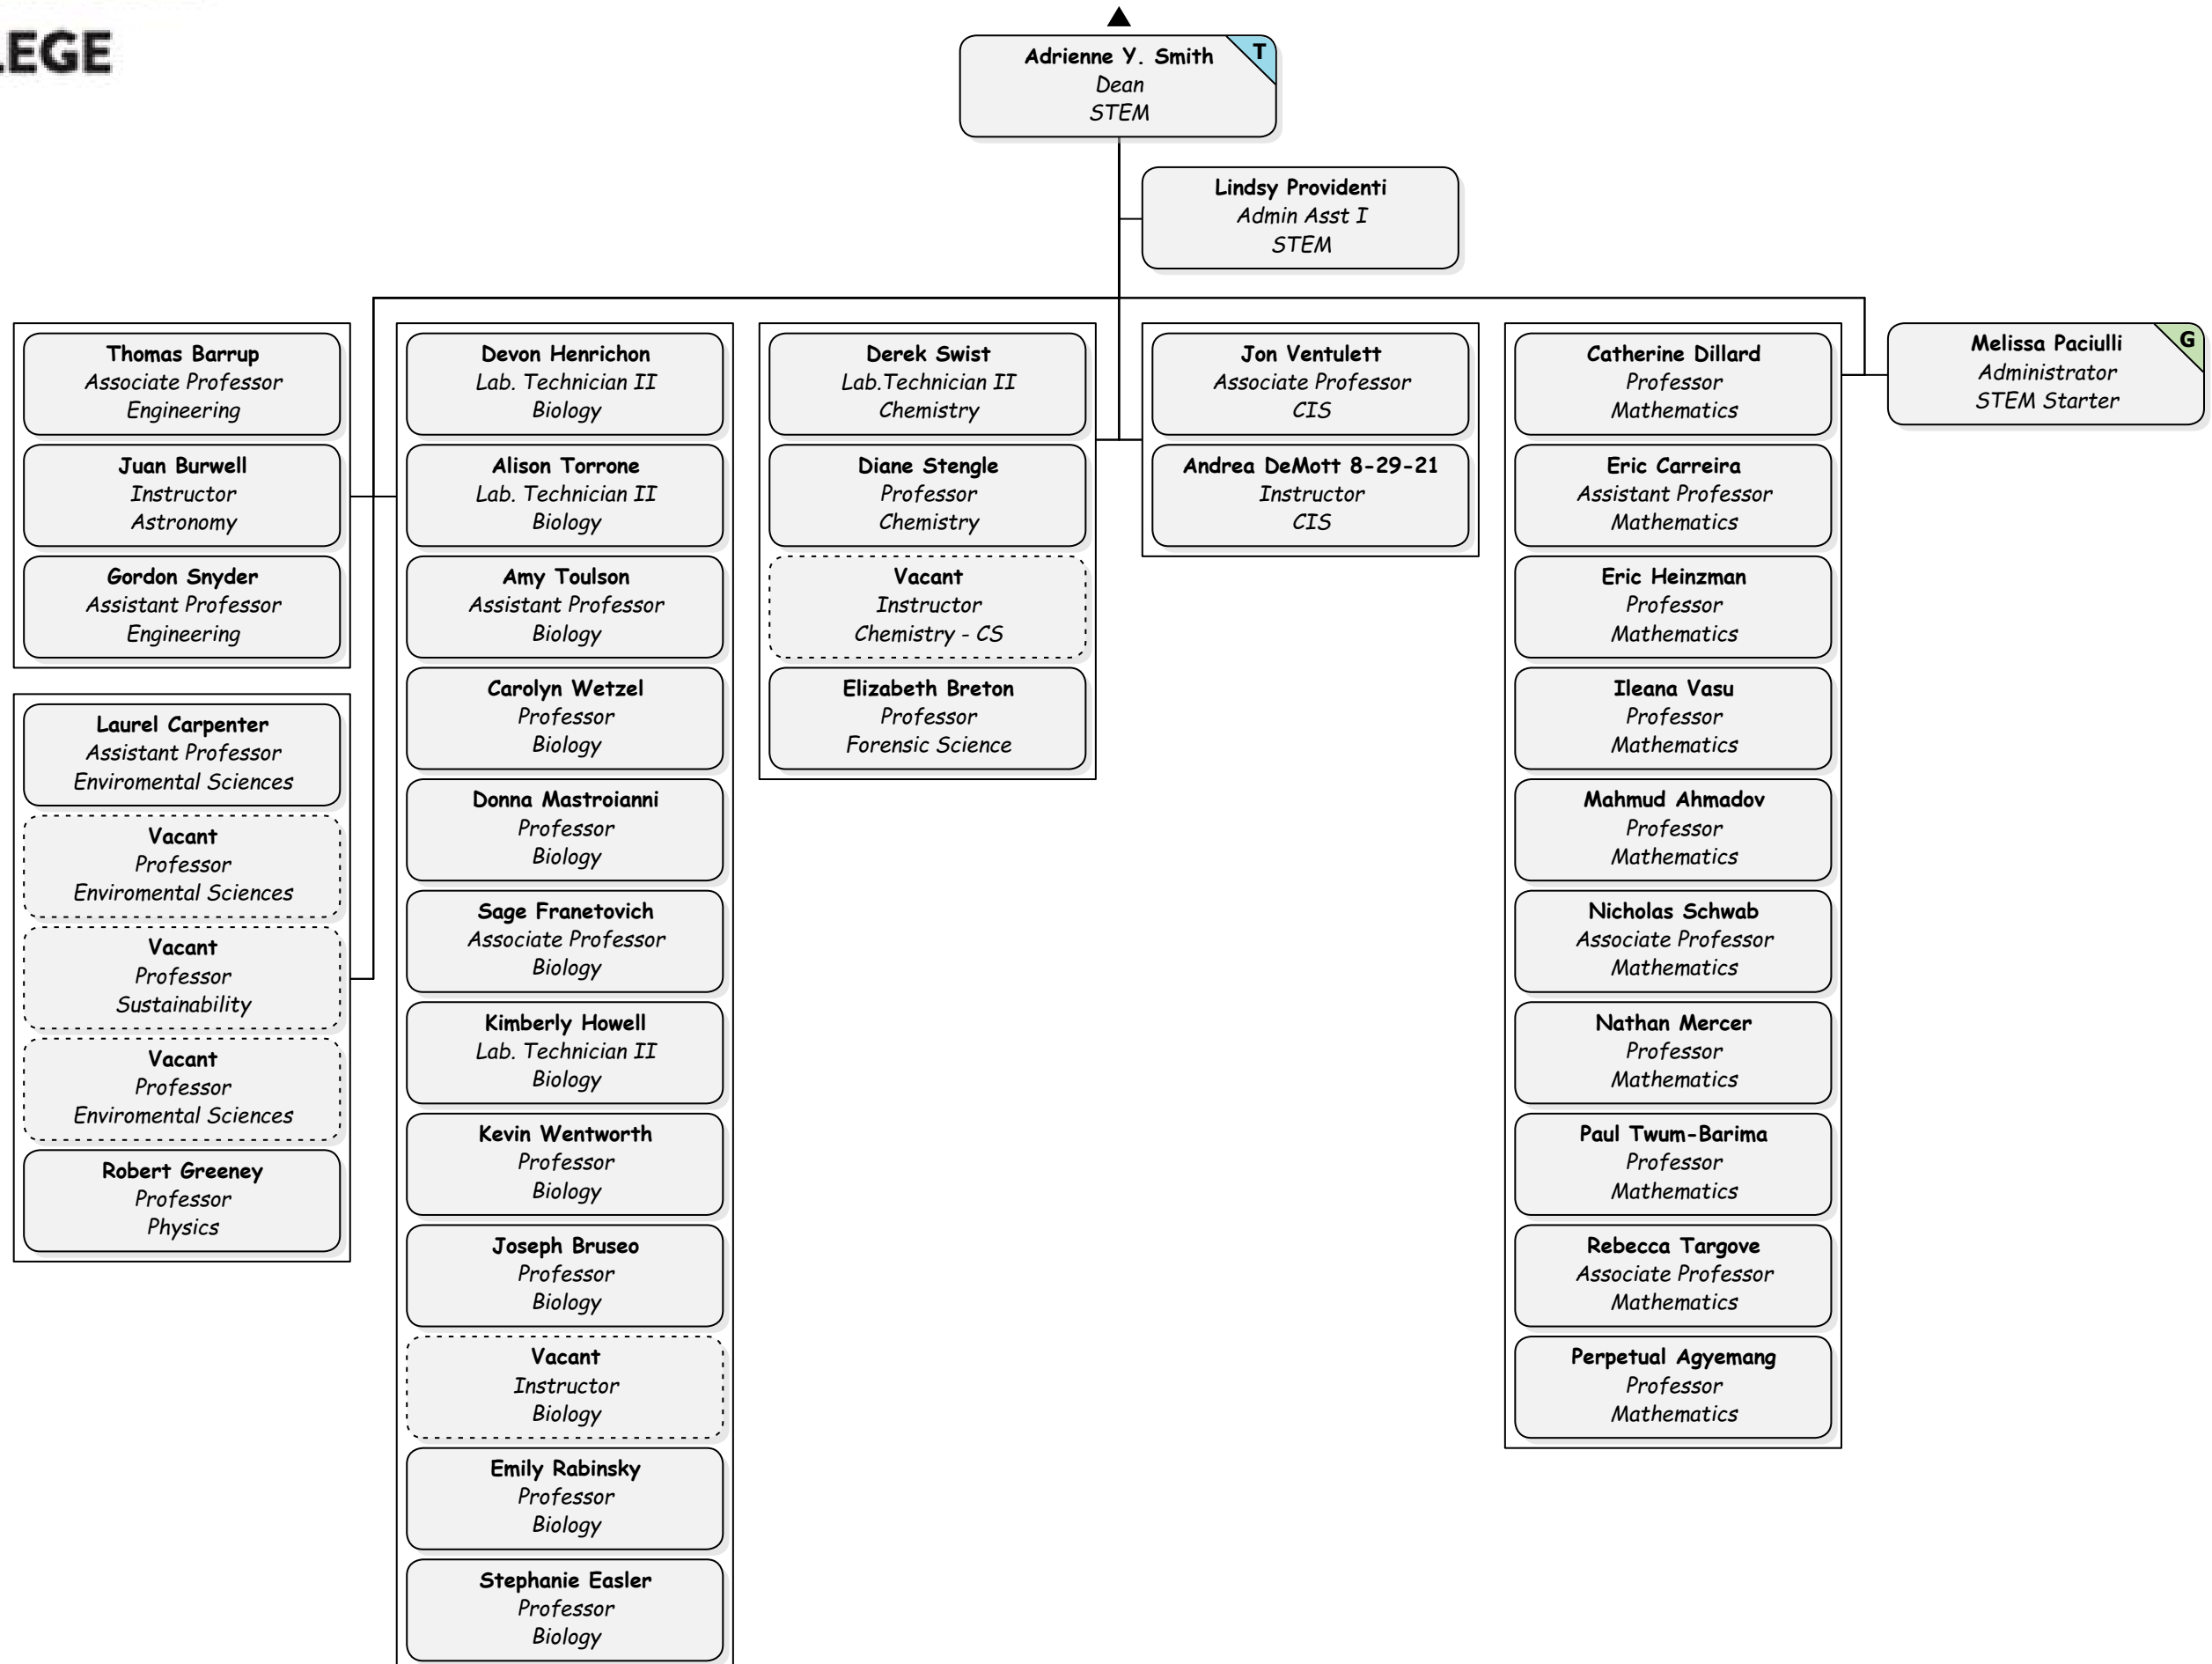 LEGE
T
Adrienne Y. Smith
Dean
STEM
Lindsy Providenti
Admin Asst I
STEM
Thomas Barrup
Associate Professor
Engineering
Juan Burwell
Instructor
Astronomy
Gordon Snyder
Assistant Professor
Engineering
Laurel Carpenter
Assistant Professor
Enviromental Sciences
Vacant
Professor
Enviromental Sciences
Vacant
Professor
Sustainability
Vacant
Professor
Enviromental Sciences
Robert Greeney
Professor
Physics
Devon Henrichon
Lab. Technician II
Biology
Alison Torrone
Lab. Technician II
Biology
Amy Toulson
Assistant Professor
Biology
Carolyn Wetzel
Professor
Biology
Donna Mastroianni
Professor
Biology
Sage Franetovich
Associate Professor
Biology
Kimberly Howell
Lab. Technician II
Biology
Kevin Wentworth
Professor
Biology
Joseph Bruseo
Professor
Biology
Vacant
Instructor
Biology
Emily Rabinsky
Professor
Biology
Stephanie Easler
Professor
Biology
Derek Swist
Lab.Technician II
Chemistry
Diane Stengle
Professor
Chemistry
Vacant
Instructor
Chemistry - CS
Elizabeth Breton
Professor
Forensic Science
Jon Ventulett
Associate Professor
CIS
Andrea DeMott 8-29-21
Instructor
CIS
Catherine Dillard
Professor
Mathematics
Eric Carreira
Assistant Professor
Mathematics
Eric Heinzman
Professor
Mathematics
Ileana Vasu
Professor
Mathematics
Mahmud Ahmadov
Professor
Mathematics
Nicholas Schwab
Associate Professor
Mathematics
Nathan Mercer
Professor
Mathematics
Paul Twum-Barima
Professor
Mathematics
Rebecca Targove
Associate Professor
Mathematics
Perpetual Agyemang
Professor
Mathematics
G
Melissa Paciulli
Administrator
STEM Starter